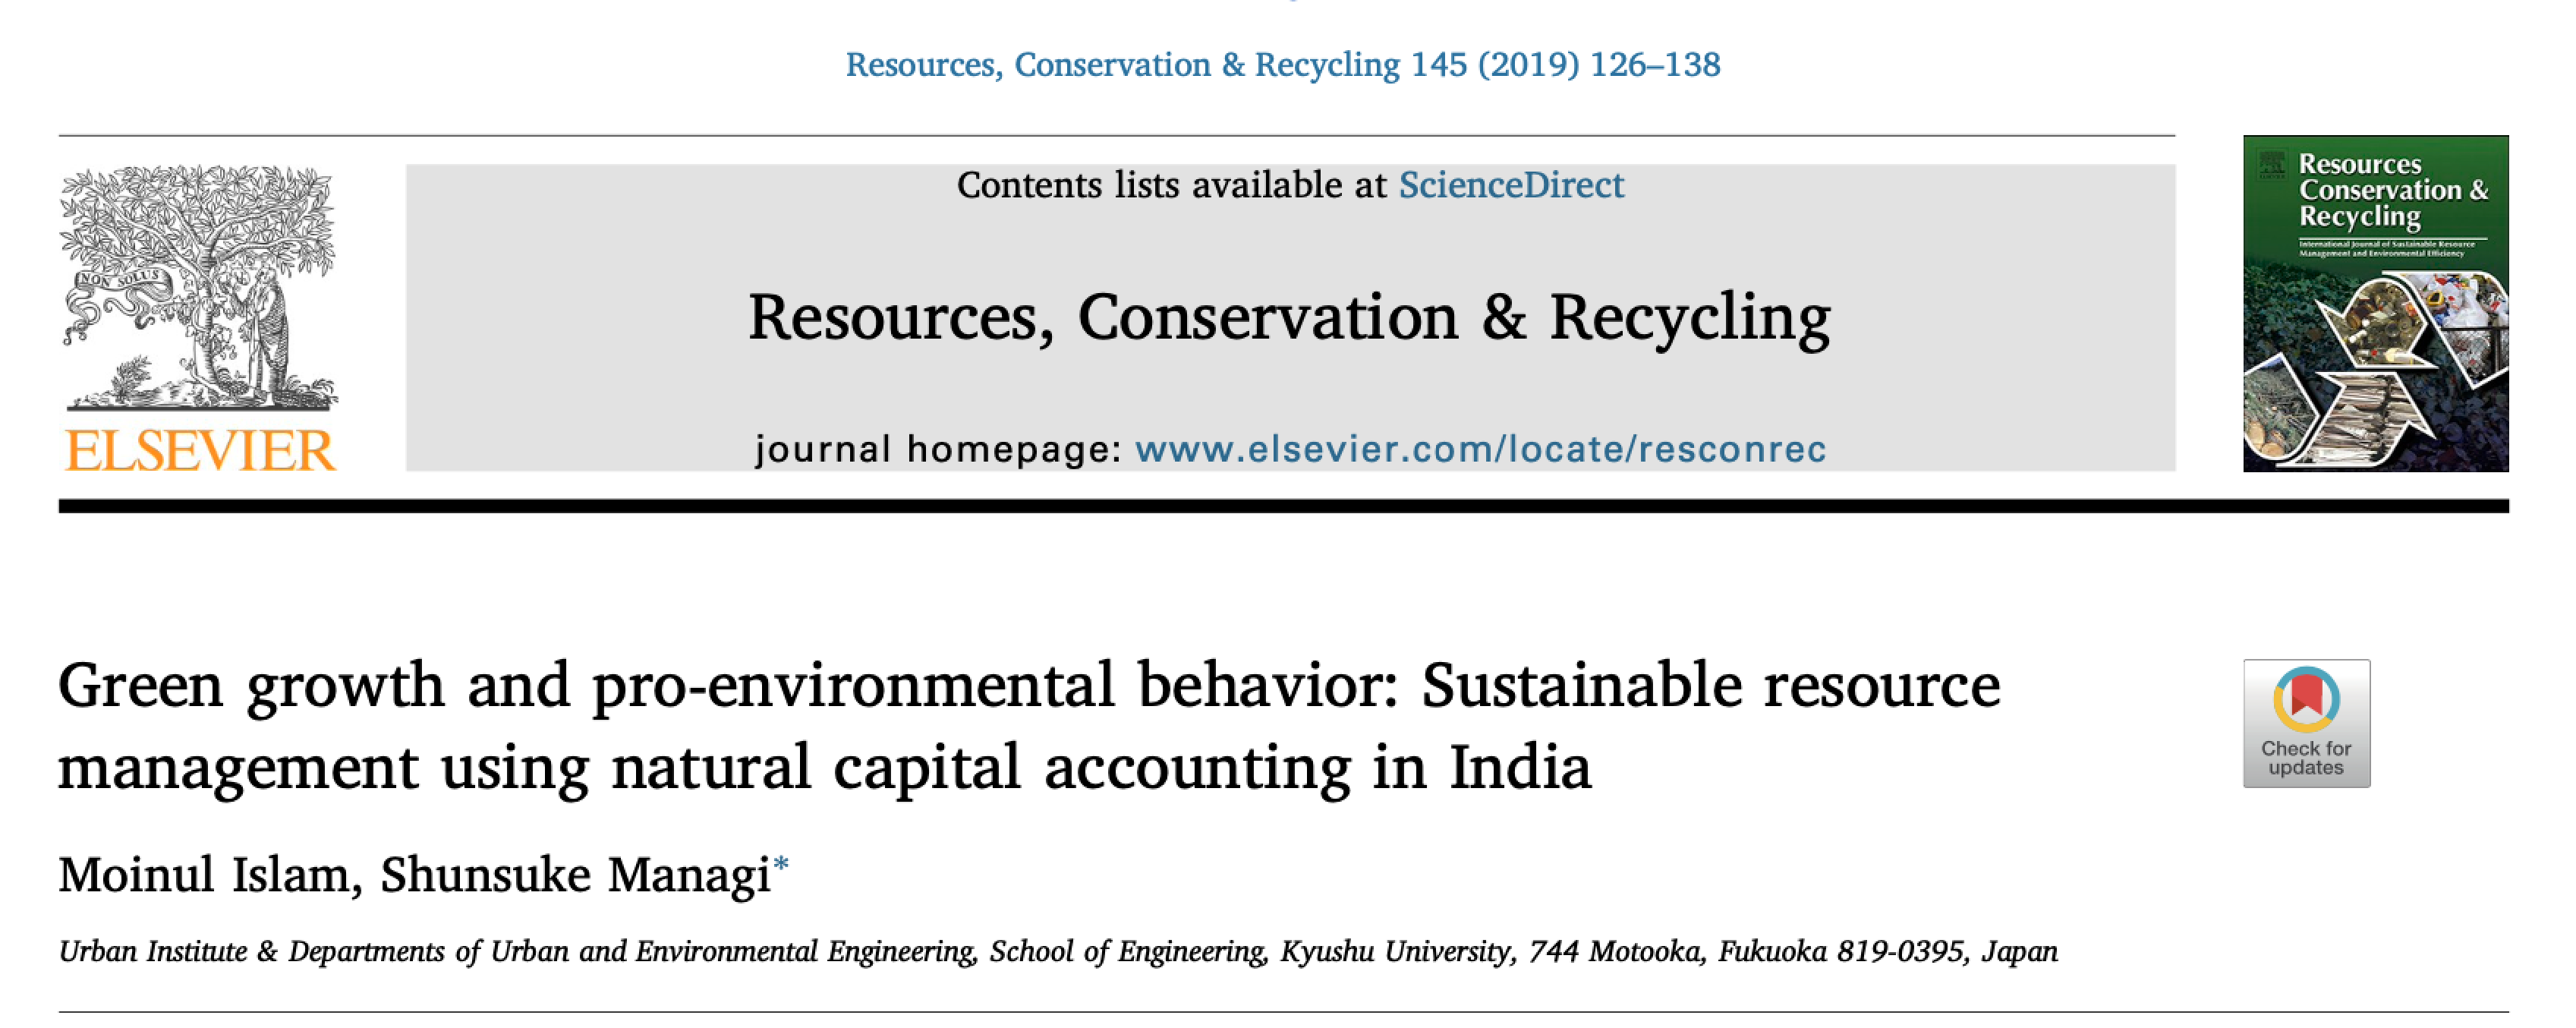 Resources, Conservation & Recycling 145 (2019) 126–138
NON SOLUS
ELSEVIER
Contents lists available at ScienceDirect
Resources, Conservation & Recycling
journal homepage: www.elsevier.com/locate/resconrec
Resources
Conservation &
Recycling
International Journal of Sustainable Resource
Management and Environmental Efficiency
Green growth and pro-environmental behavior: Sustainable resource
management using natural capital accounting in India
Check for
updates
Moinul Islam, Shunsuke Managi*
Urban Institute & Departments of Urban and Environmental Engineering, School of Engineering, Kyushu University, 744 Motooka, Fukuoka 819-0395, Japan